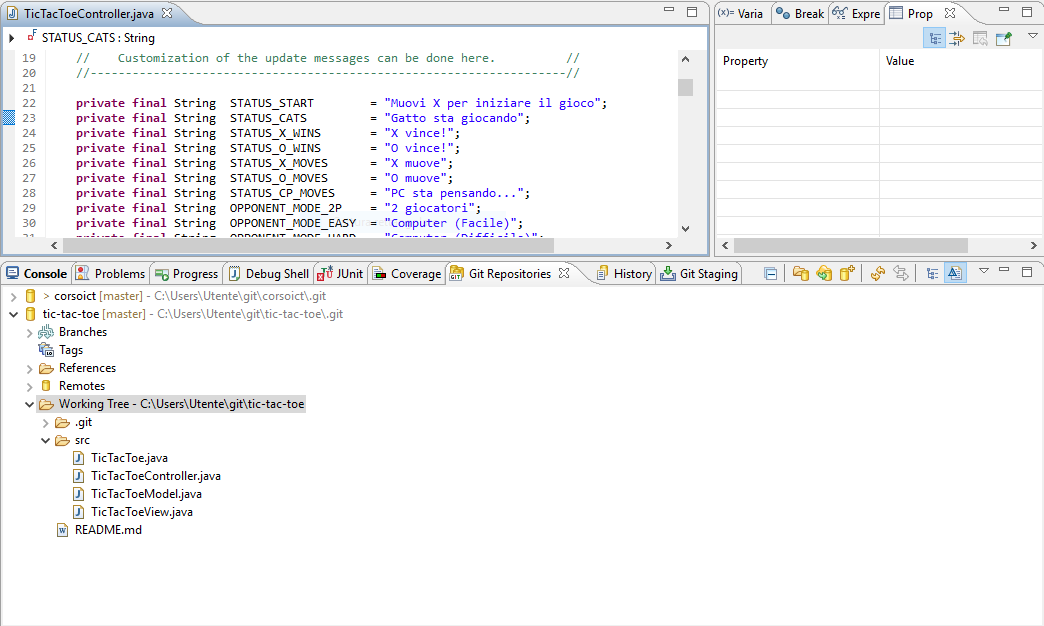 TicTacToeController.java
(x)= Varia Break Expre Prop
STATUS_CATS : String
Property Value
19 // Customization of the update messages can be done here. //
20 //--------------------------------------------------------------------//
21
22 private final String STATUS_START = "Muovi X per iniziare il gioco";
23 private final String STATUS_CATS = "Gatto sta giocando";
24 private final String STATUS_X_WINS = "X vince!";
25 private final String STATUS_O_WINS = "O vince!";
26 private final String STATUS_X_MOVES = "X muove";
27 private final String STATUS_O_MOVES = "O muove";
28 private final String STATUS_CP_MOVES = "PC sta pensando...";
29 private final String OPPONENT_MODE_2P = "2 giocatori";
30 private final String OPPONENT_MODE_EASY = "Computer (Facile)";
31 private final String OPPONENT_MODE_HARD = "Computer (Difficile)";
Console Problems Progress Debug Shell JUnit Coverage Git Repositories History Git Staging
> corsoict [master] - C:\Users\Utente\git\corsoict\.git
tic-tac-toe [master] - C:\Users\Utente\git\tic-tac-toe\.git
Branches
Tags
References
Remotes
Working Tree - C:\Users\Utente\git\tic-tac-toe
.git
src
TicTacToe.java
TicTacToeController.java
TicTacToeModel.java
TicTacToeView.java
README.md